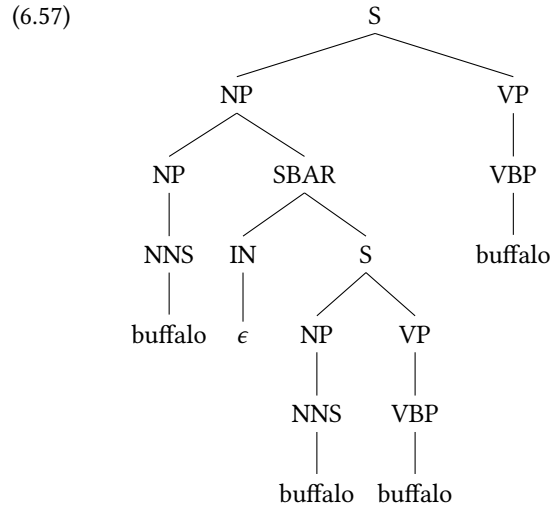 (6.57) S
NP VP
NP SBAR VBP
NNS IN S buffalo
buffalo ϵ NP VP
NNS VBP
buffalo buffalo